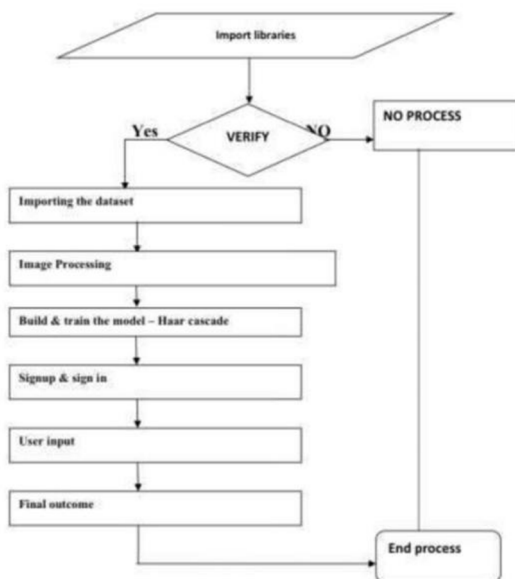 Import libraries
Yes
VERIFY
NO
NO PROCESS
Importing the dataset
Image Processing
Build & train the model – Haar cascade
Signup & sign in
User input
Final outcome
End process